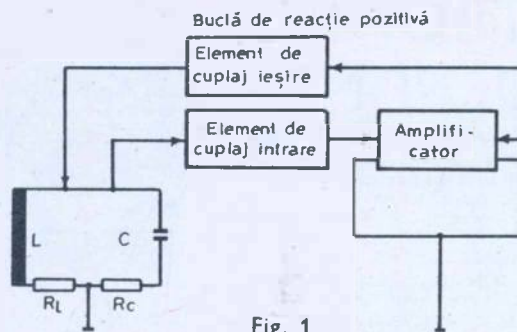 Buclă de reacție pozitivă
Element de
cuplaj ieșire
Element de
cuplaj intrare
Amplifi-
cator
L
C
RL
Rc
Fig. 1